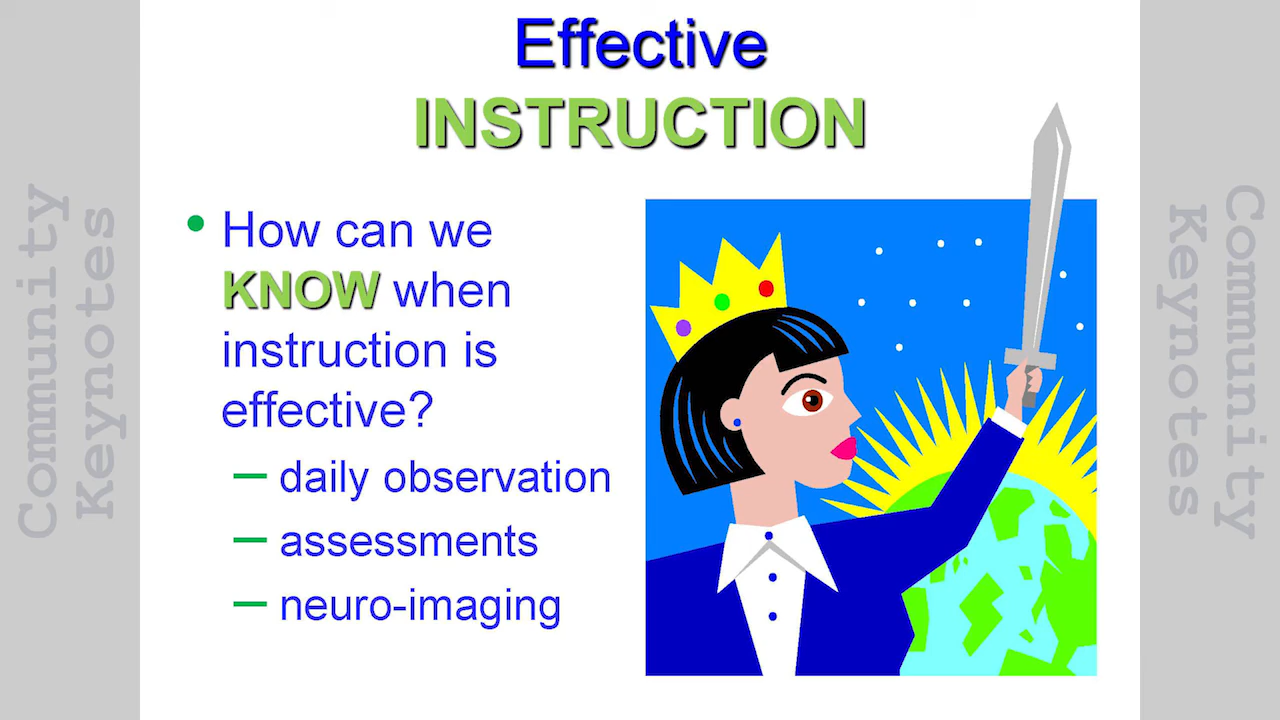 Effective
INSTRUCTION
• How can we
KNOW when
instruction is
effective?
– daily observation
– assessments
– neuro-imaging
Community
Keynotes
Community
Keynotes